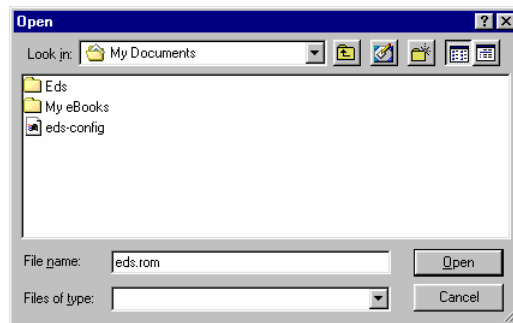 Open
Look in: My Documents
Eds
My eBooks
eds-config
File name: eds.rom Open
Files of type: Cancel